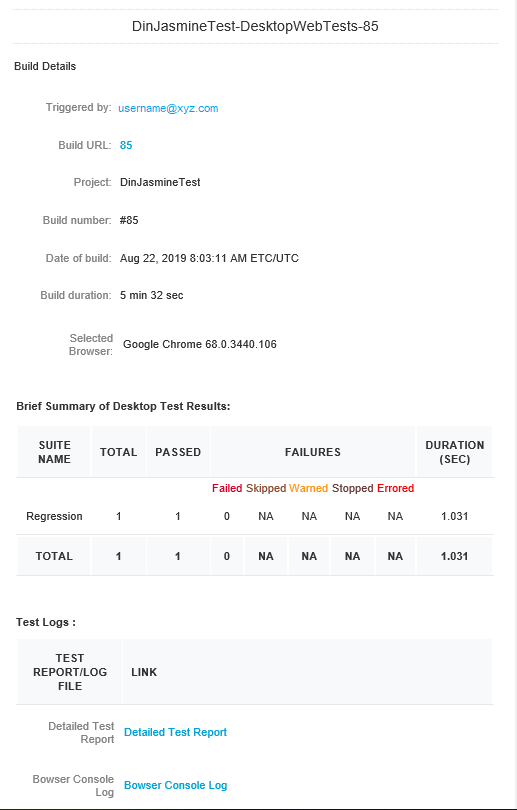 DinJasmineTest-DesktopWebTests-85
Build Details
Triggered by: username@xyz.com
Build URL: 85
Project: DinJasmineTest
Build number: #85
Date of build: Aug 22, 2019 8:03:11 AM ETC/UTC
Build duration: 5 min 32 sec
Selected
Browser: Google Chrome 68.0.3440.106
Brief Summary of Desktop Test Results:
SUITE NAME TOTAL PASSED FAILURES DURATION (SEC)
Failed Skipped Warned Stopped Errored
Regression 1 1 0 NA NA NA NA 1.031
TOTAL 1 1 0 NA NA NA NA 1.031
Test Logs :
TEST
REPORT/LOG LINK
FILE
Detailed Test
Report Detailed Test Report
Bowser Console
Log Bowser Console Log